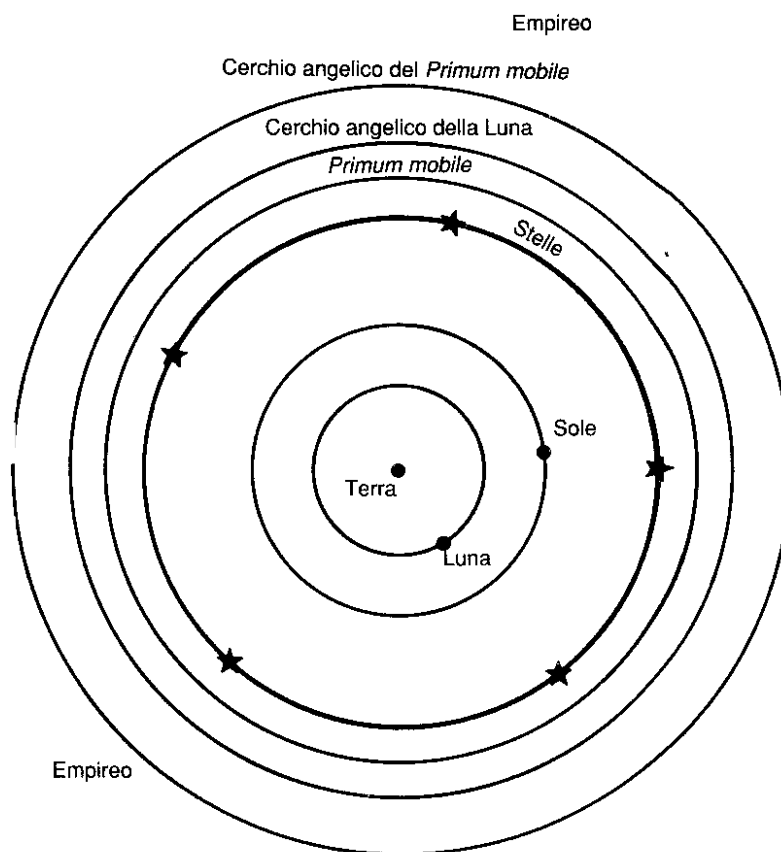 Empireo
Cerchio angelico del Primum mobile
Cerchio angelico della Luna
Primum mobile
Stelle
Sole
Terra
Luna
Empireo